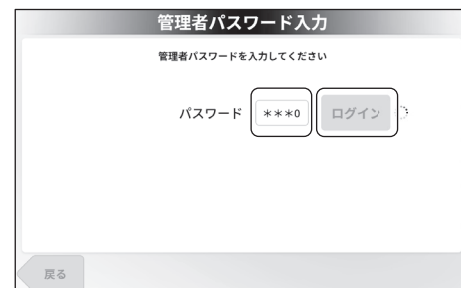 管理者パスワード入力
管理者パスワードを入力してください
パスワード ＊＊＊0 ログイン
戻る